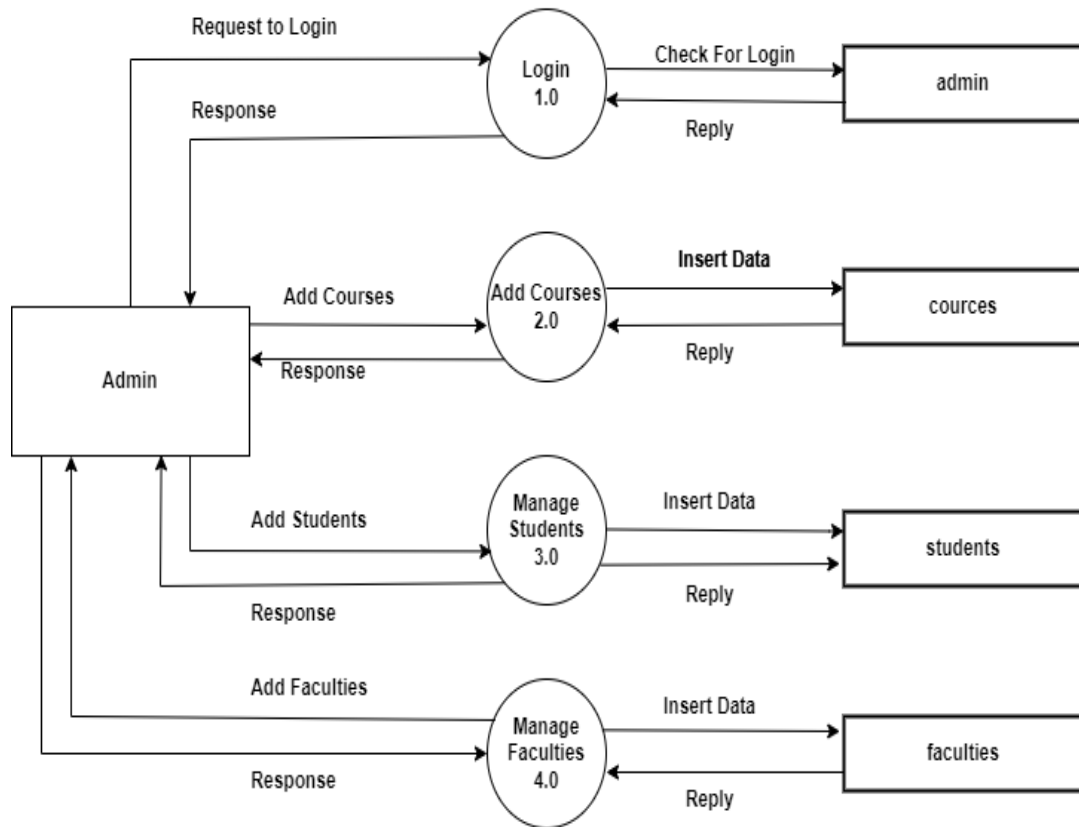 Request to Login
Login
1.0
Check For Login
admin
Response
Reply
Add Courses
Add Courses
2.0
Insert Data
cources
Response
Reply
Admin
Add Students
Manage
Students
3.0
Insert Data
students
Response
Reply
Add Faculties
Manage
Faculties
4.0
Insert Data
faculties
Response
Reply